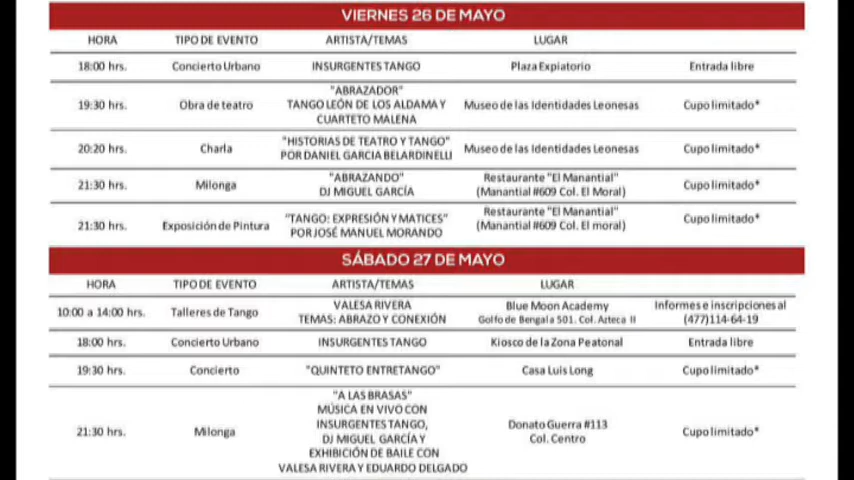 VIERNES 26 DE MAYO
HORA TIPO DE EVENTO ARTISTA/TEMAS LUGAR
18:00 hrs. Concierto Urbano INSURGENTES TANGO Plaza Expiatorio Entrada libre
"ABRAZADOR"
19:30 hrs. Obra de teatro TANGO LEÓN DE LOS ALDAMA Y Museo de las Identidades Leonesas Cupo limitado*
CUARTETO MALENA
"HISTORIAS DE TEATRO Y TANGO"
20:20 hrs. Charla POR DANIEL GARCIA BELARDINELLI Museo de las Identidades Leonesas Cupo limitado*
"ABRAZANDO" Restaurante "El Manantial"
21:30 hrs. Milonga DJ MIGUEL GARCÍA (Manantial #609 Col. El Moral) Cupo limitado*
Restaurante "El Manantial"
"TANGO: EXPRESIÓN Y MATICES" (Manantial #609 Col. El moral) Cupo limitado*
21:30 hrs. Exposición de Pintura POR JOSÉ MANUEL MORANDO
SÁBADO 27 DE MAYO
HORA TIPO DE EVENTO ARTISTA/TEMAS LUGAR
VALESA RIVERA Blue Moon Academy Informes e inscripciones al
10:00 a 14:00 hrs. Talleres de Tango TEMAS: ABRAZO Y CONEXIÓN Golfo de Bengala 501. Col. Azteca II (477)114-64-19
18:00 hrs. Concierto Urbano INSURGENTES TANGO Kiosco de la Zona Peatonal Entrada libre
19:30 hrs. Concierto "QUINTETO ENTRETANGO" Casa Luis Long Cupo limitado*
"A LAS BRASAS"
MÚSICA EN VIVO CON
INSURGENTES TANGO, Donato Guerra #113
21:30 hrs. Milonga DJ MIGUEL GARCÍA Y Col. Centro Cupo limitado*
EXHIBICIÓN DE BAILE CON
VALESA RIVERA Y EDUARDO DELGADO